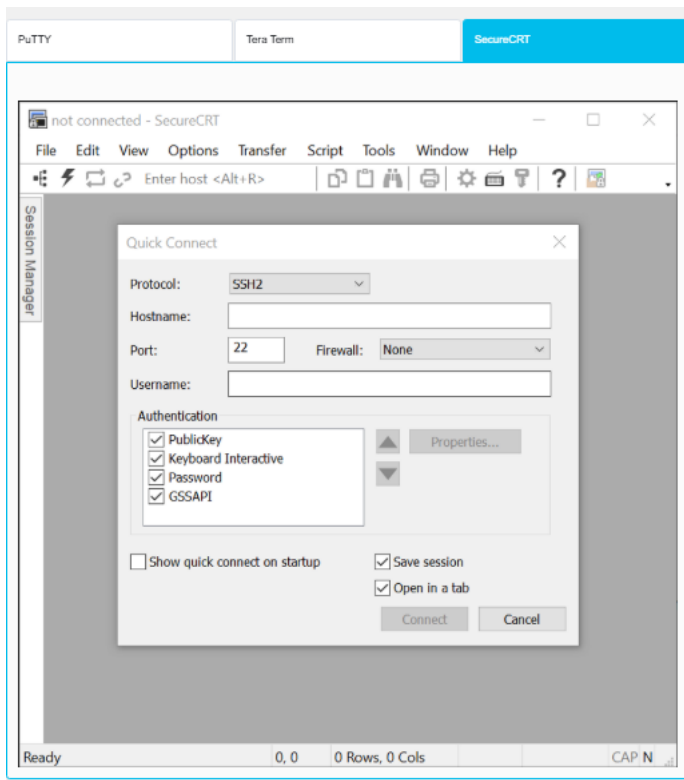 PuTTY
Tera Term
SecureCRT
not connected - SecureCRT
File Edit View Options Transfer Script Tools Window Help
Enter host <Alt+R>
?
Session Manager
Quick Connect
Protocol: SSH2
Hostname:
Port: 22 Firewall: None
Username:
Authentication
PublicKey
Keyboard Interactive
Password
GSSAPI
Properties...
Show quick connect on startup
Save session
Open in a tab
Connect Cancel
Ready 0, 0 0 Rows, 0 Cols CAP N